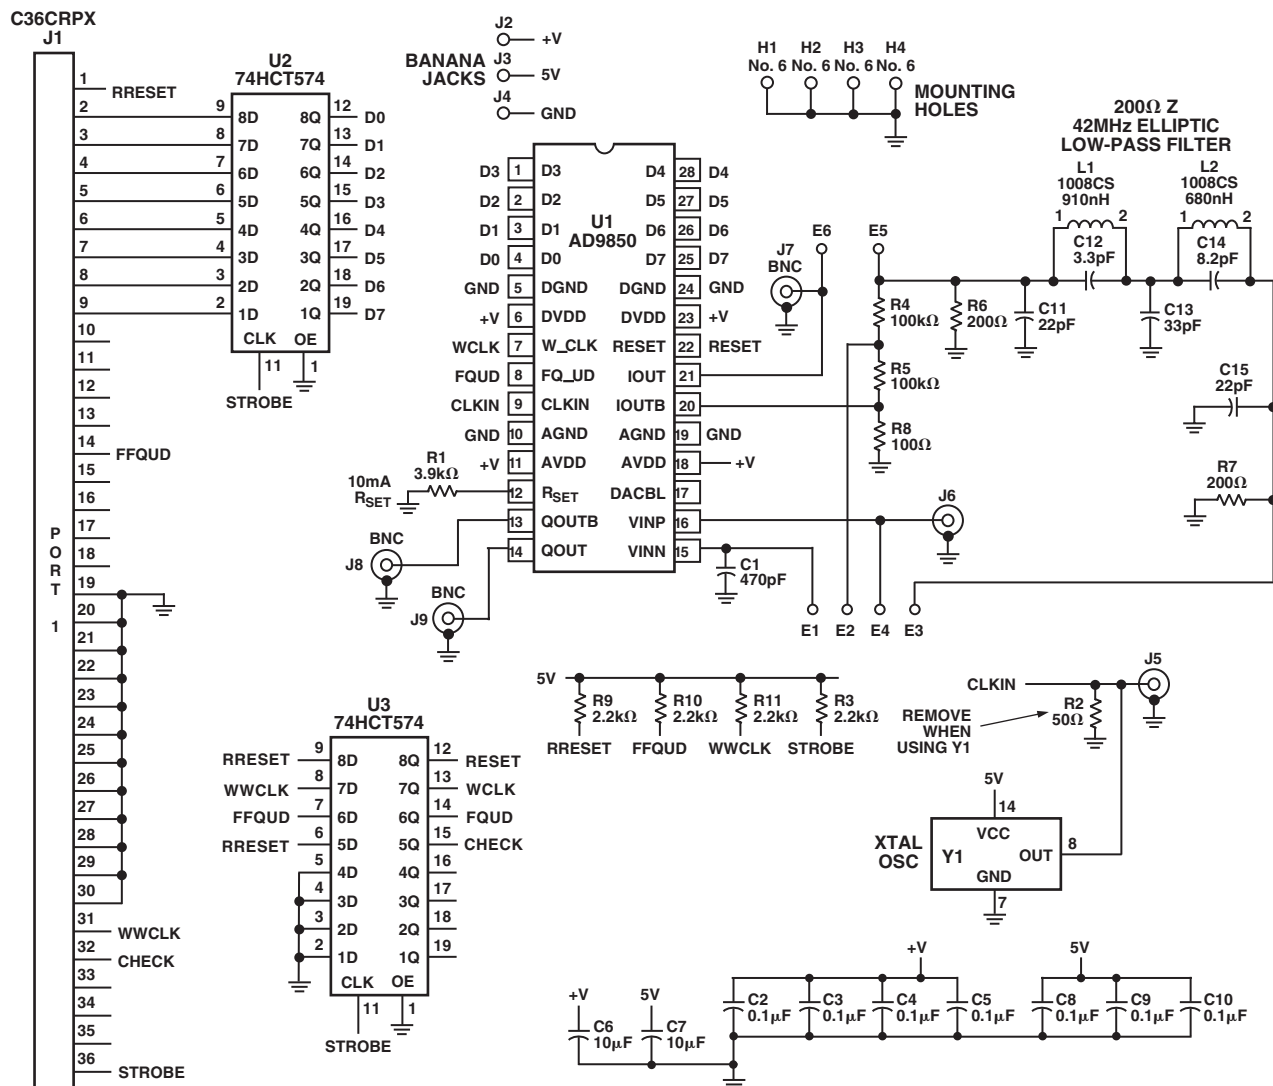 C36CRPX
J1
PORT 1
1
RRESET
2
3
4
5
6
7
8
9
10
11
12
13
14
FFQUD
15
16
17
18
19
20
21
22
23
24
25
26
27
28
29
30
31
WWCLK
32
CHECK
33
34
35
36
STROBE
U2
74HCT574
9 8D 8Q 12 D0
8 7D 7Q 13 D1
7 6D 6Q 14 D2
6 5D 5Q 15 D3
5 4D 4Q 16 D4
4 3D 3Q 17 D5
3 2D 2Q 18 D6
2 1D 1Q 19 D7
CLK OE
11 1
STROBE
J2
+V
BANANA
JACKS
J3
5V
J4
GND
H1 H2 H3 H4
No. 6 No. 6 No. 6 No. 6
MOUNTING
HOLES
U1
AD9850
D3 1 D3 D4 28 D4
D2 2 D2 D5 27 D5
D1 3 D1 D6 26 D6
D0 4 D0 D7 25 D7
GND 5 DGND DGND 24 GND
+V 6 DVDD DVDD 23 +V
WCLK 7 W_CLK RESET 22 RESET
FQUD 8 FQ_UD IOUT 21
CLKIN 9 CLKIN IOUTB 20
GND 10 AGND AGND 19 GND
+V 11 AVDD AVDD 18 +V
12 RSET DACBL 17
13 QOUTB VINP 16
14 QOUT VINN 15
R1
3.9kΩ
10mA
RSET
BNC
J8
BNC
J9
J7
BNC
E6
E5
R4
100kΩ
R5
100kΩ
R8
100Ω
R6
200Ω
C11
22pF
200Ω Z
42MHz ELLIPTIC
LOW-PASS FILTER
L1
1008CS
910nH
1 2
C12
3.3pF
L2
1008CS
680nH
1 2
C14
8.2pF
C13
33pF
C15
22pF
R7
200Ω
J6
C1
470pF
E1 E2 E4 E3
5V
R9
2.2kΩ
R10
2.2kΩ
R11
2.2kΩ
R3
2.2kΩ
RRESET FFQUD WWCLK STROBE
CLKIN
J5
R2
50Ω
REMOVE
WHEN
USING Y1
5V
14
XTAL
OSC
VCC
Y1
OUT
8
GND
7
U3
74HCT574
RRESET 9 8D 8Q 12 RESET
WWCLK 8 7D 7Q 13 WCLK
FFQUD 7 6D 6Q 14 FQUD
RRESET 6 5D 5Q 15 CHECK
5 4D 4Q 16
4 3D 3Q 17
3 2D 2Q 18
2 1D 1Q 19
CLK OE
11 1
STROBE
+V
C6
10µF
5V
C7
10µF
+V
C2
0.1µF
C3
0.1µF
C4
0.1µF
C5
0.1µF
5V
C8
0.1µF
C9
0.1µF
C10
0.1µF